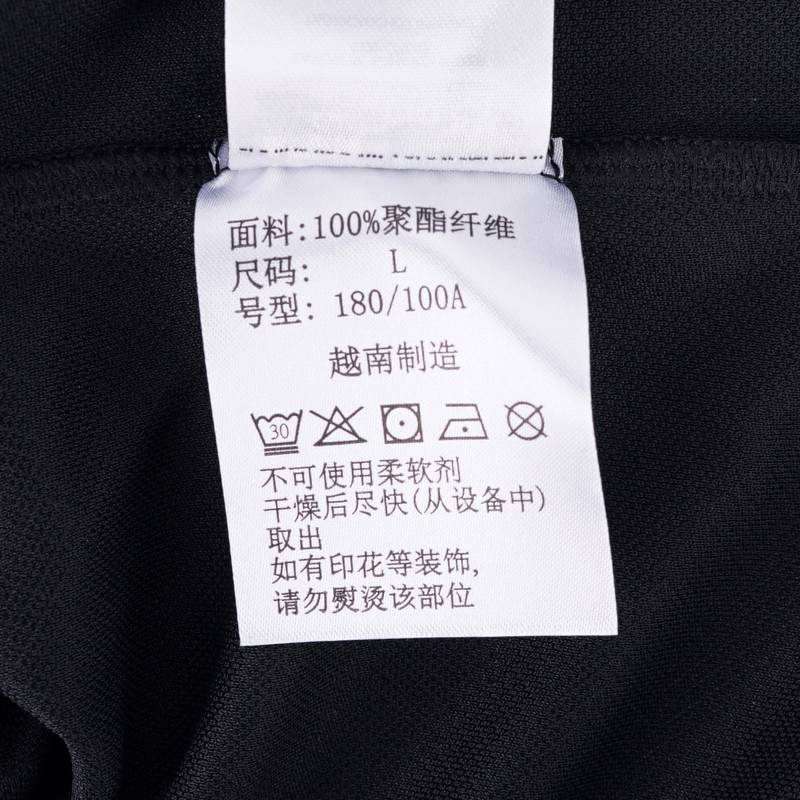 面料:100%聚酯纤维
尺码: L
号型: 180/100A
越南制造
30
不可使用柔软剂
干燥后尽快(从设备中)
取出
如有印花等装饰,
请勿熨烫该部位